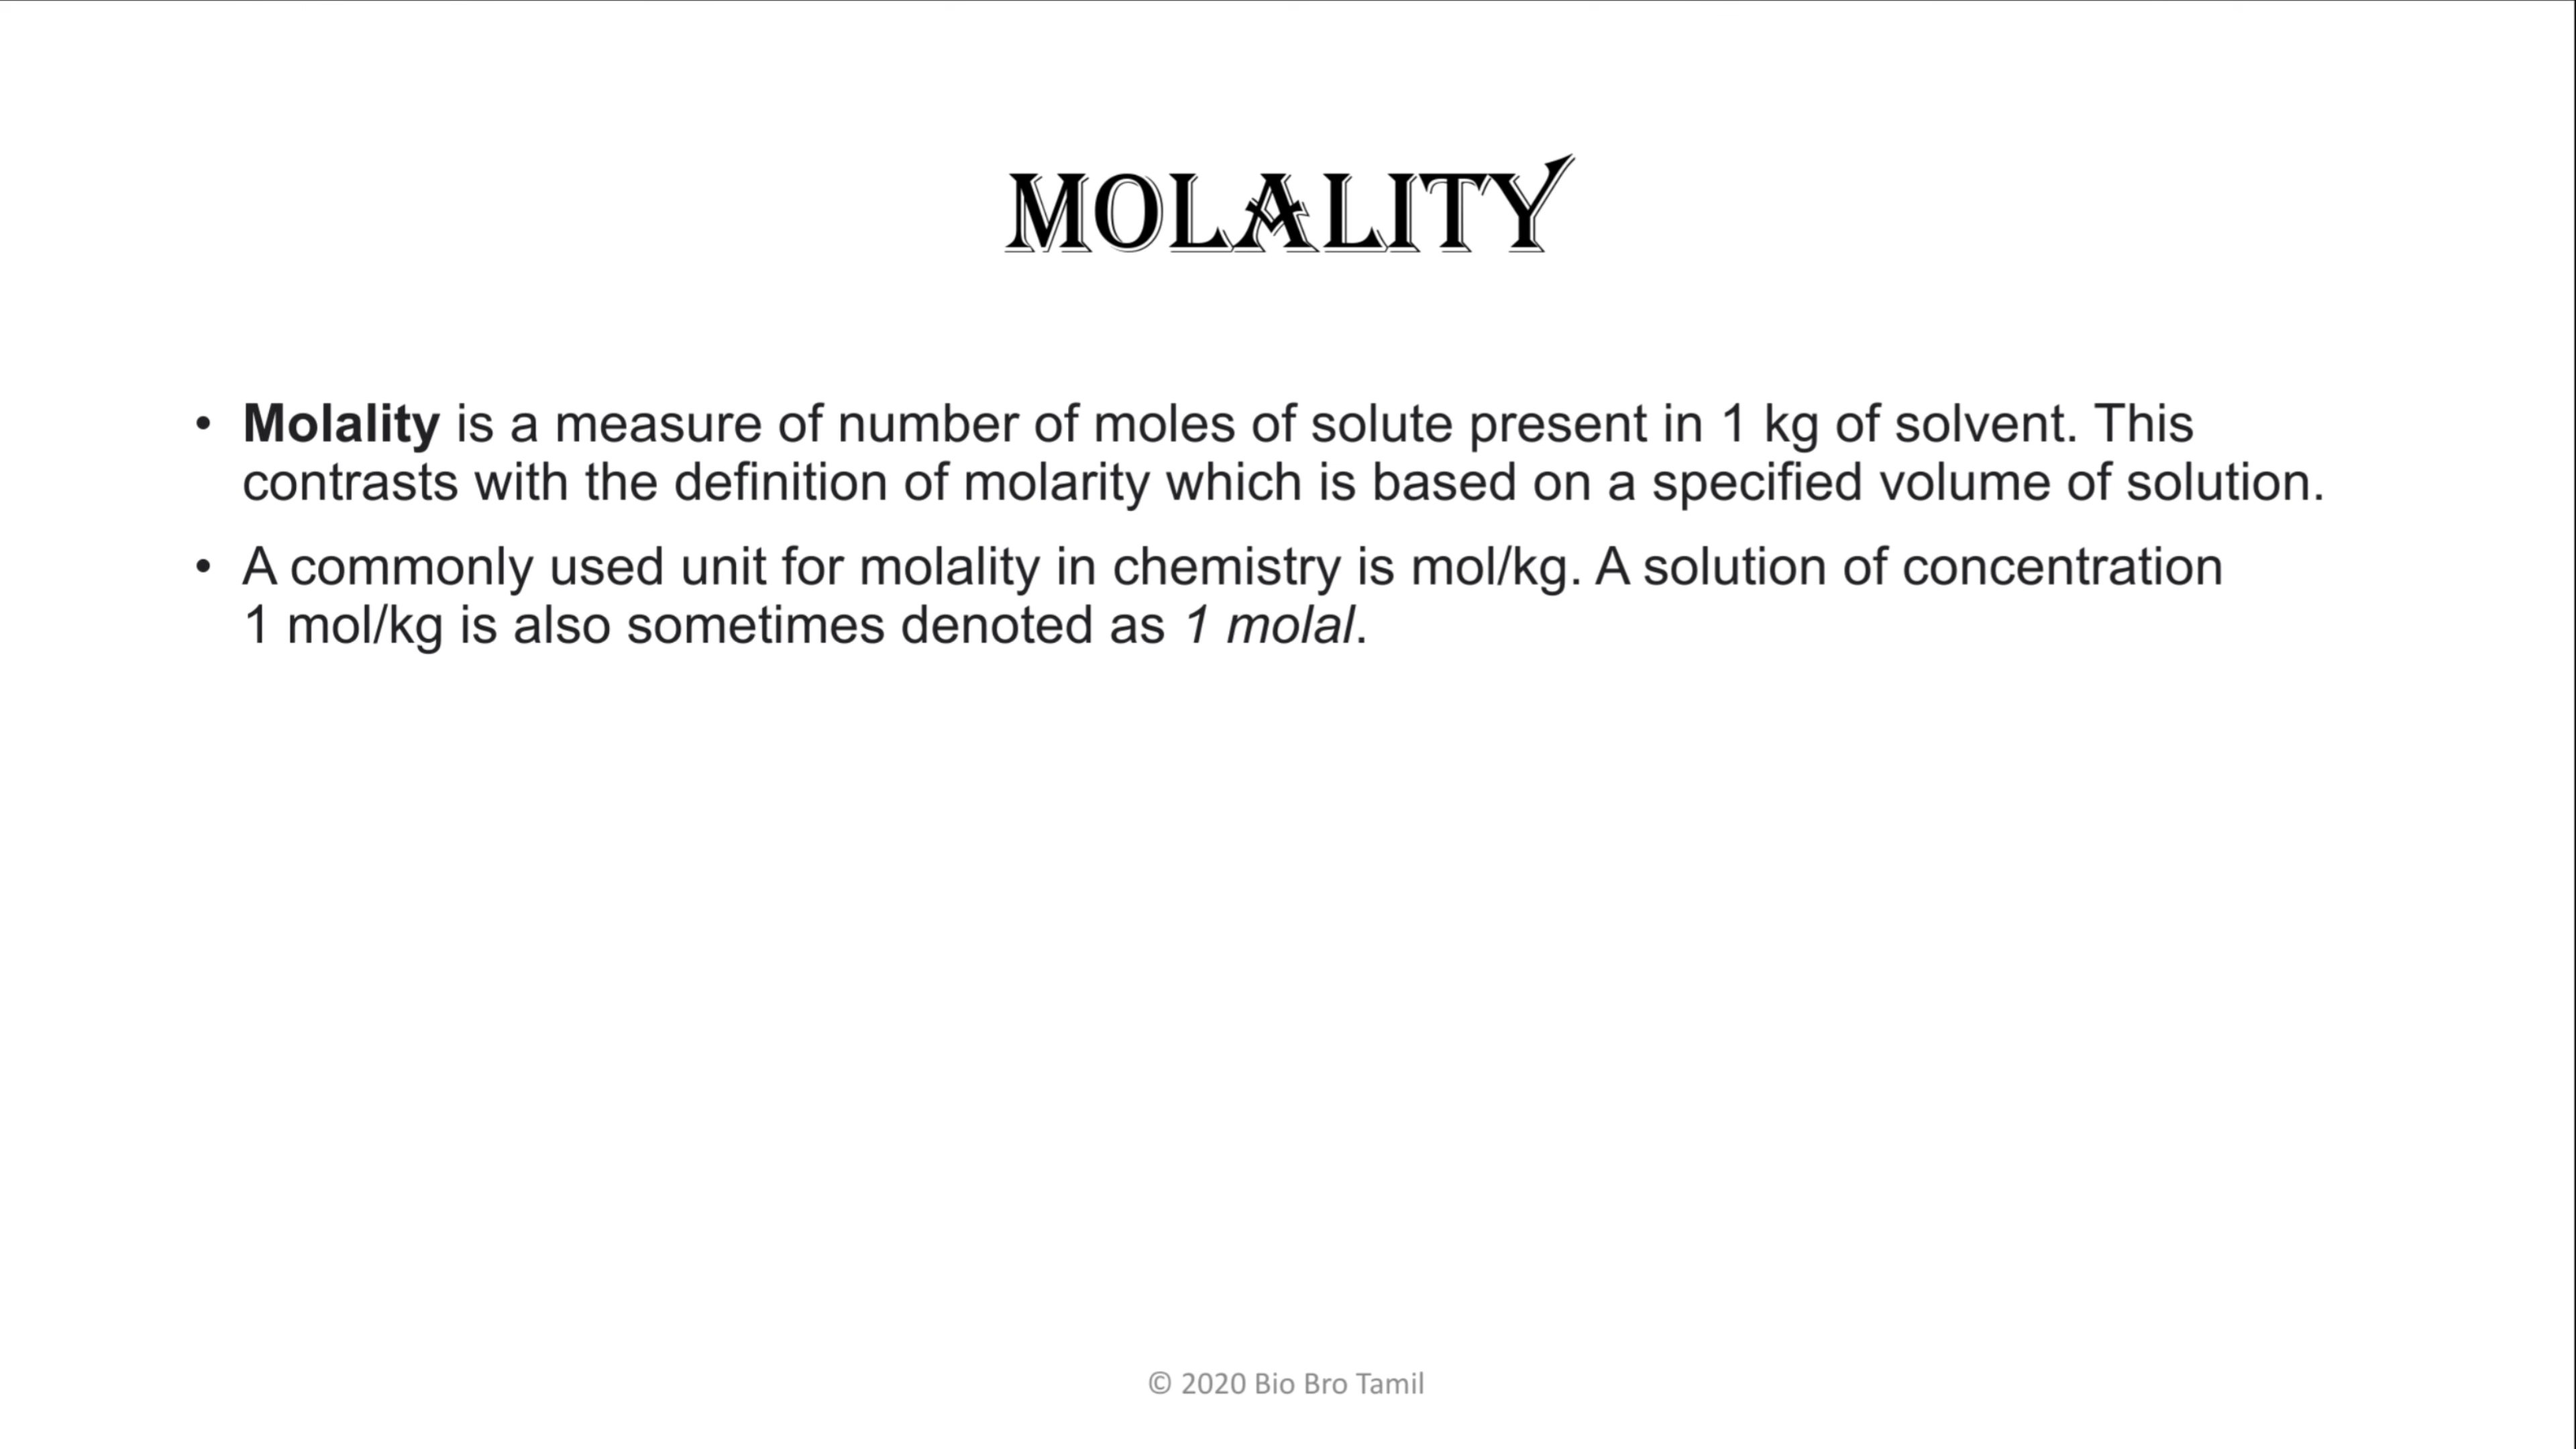 MOLALITY
• Molality is a measure of number of moles of solute present in 1 kg of solvent. This
contrasts with the definition of molarity which is based on a specified volume of solution.
• A commonly used unit for molality in chemistry is mol/kg. A solution of concentration
1 mol/kg is also sometimes denoted as 1 molal.
© 2020 Bio Bro Tamil